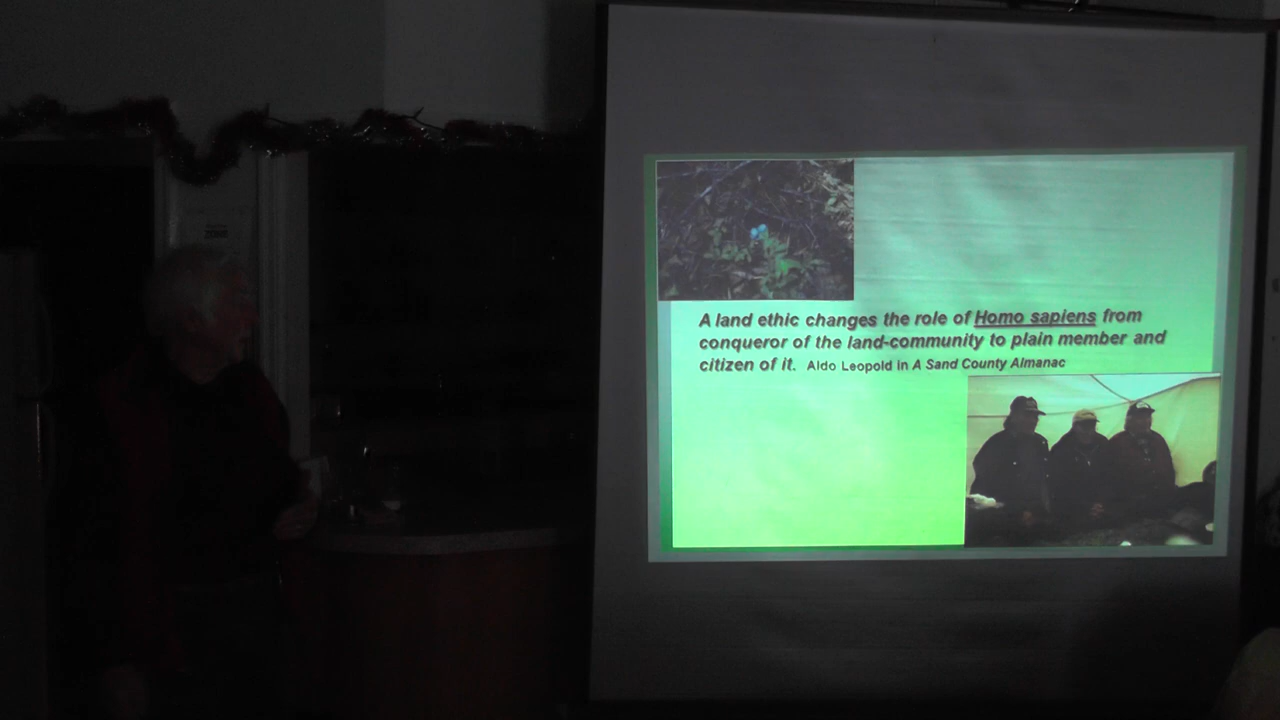 A land ethic changes the role of Homo sapiens from
conqueror of the land-community to plain member and
citizen of it. Aldo Leopold in A Sand County Almanac